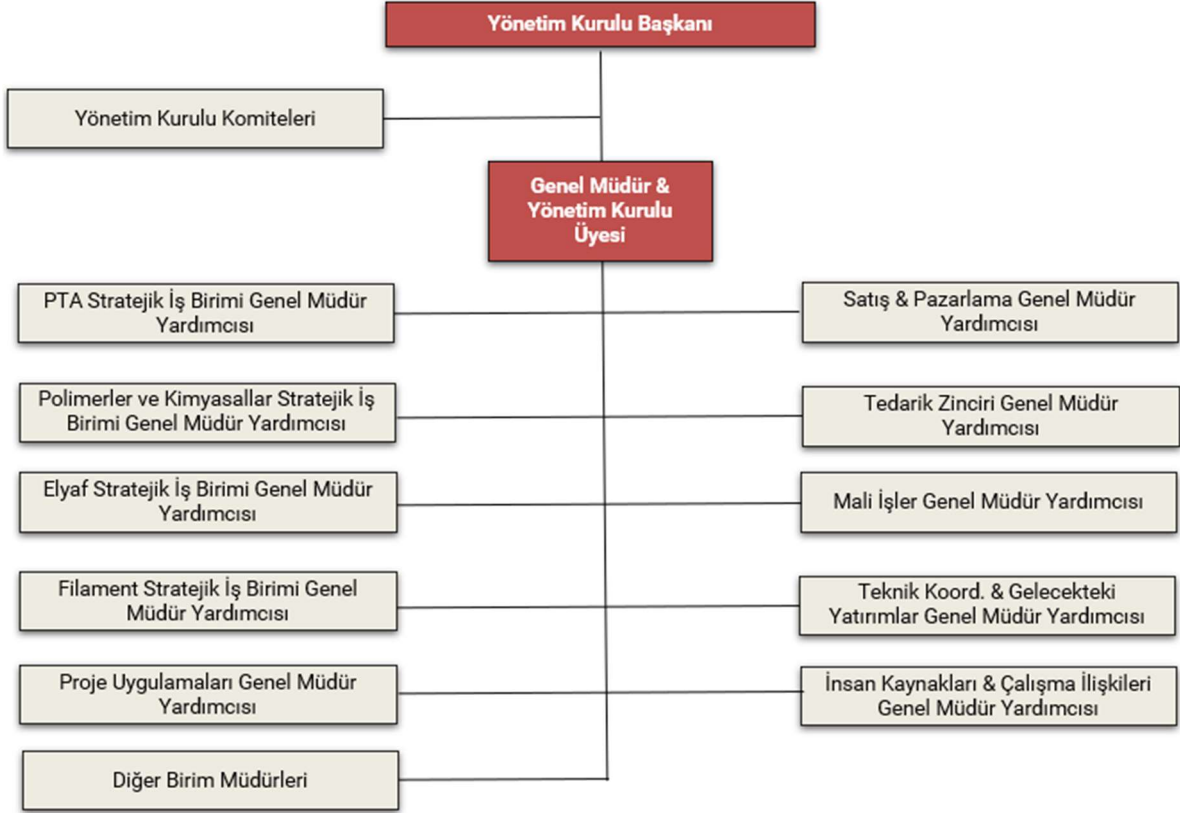 Yönetim Kurulu Başkanı
Yönetim Kurulu Komiteleri
Genel Müdür &
Yönetim Kurulu
Üyesi
PTA Stratejik İş Birimi Genel Müdür
Yardımcısı
Satış & Pazarlama Genel Müdür
Yardımcısı
Polimerler ve Kimyasallar Stratejik İş
Birimi Genel Müdür Yardımcısı
Tedarik Zinciri Genel Müdür
Yardımcısı
Elyaf Stratejik İş Birimi Genel Müdür
Yardımcısı
Mali İşler Genel Müdür Yardımcısı
Filament Stratejik İş Birimi Genel
Müdür Yardımcısı
Teknik Koord. & Gelecekteki
Yatırımlar Genel Müdür Yardımcısı
Proje Uygulamaları Genel Müdür
Yardımcısı
İnsan Kaynakları & Çalışma İlişkileri
Genel Müdür Yardımcısı
Diğer Birim Müdürleri